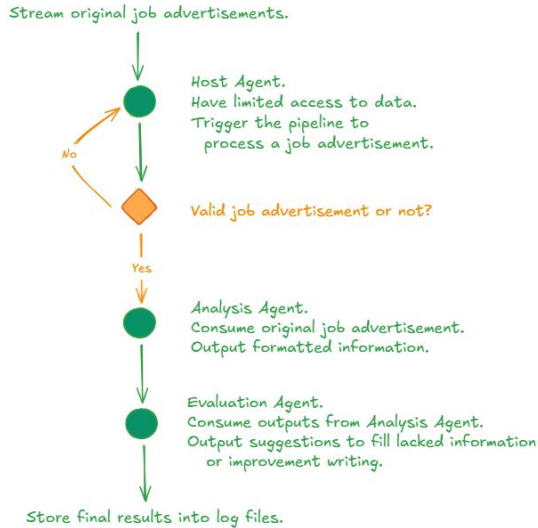 Stream original job advertisements.
Host Agent.
Have limited access to data.
Trigger the pipeline to
process a job advertisement.
No
Valid job advertisement or not?
Yes
Analysis Agent.
Consume original job advertisement.
Output formatted information.
Evaluation Agent.
Consume outputs from Analysis Agent.
Output suggestions to fill lacked information
or improvement writing.
Store final results into log files.